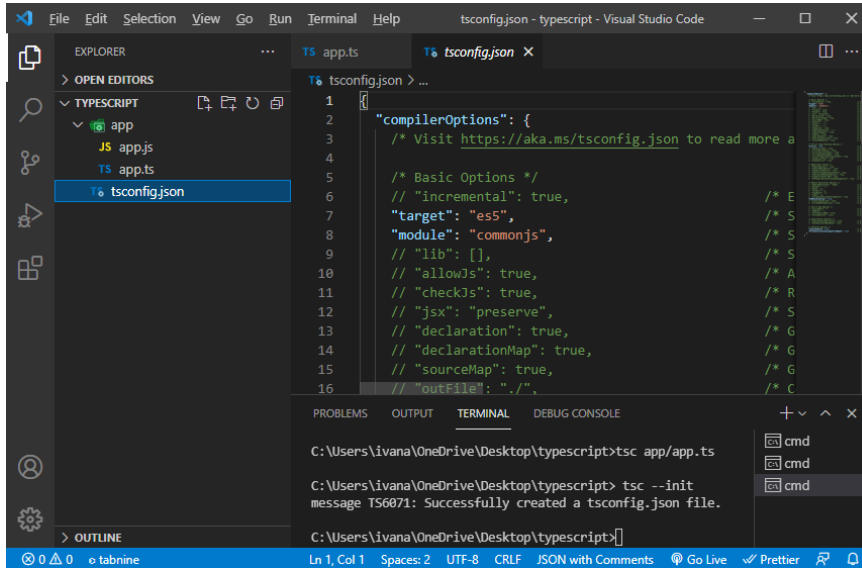 File Edit Selection View Go Run Terminal Help tsconfig.json - typescript - Visual Studio Code
EXPLORER
OPEN EDITORS
TYPESCRIPT
app
JS app.js
TS app.ts
TS tsconfig.json
OUTLINE
TS app.ts
TS tsconfig.json
TS tsconfig.json > ...
1 {
2 "compilerOptions": {
3 /* Visit https://aka.ms/tsconfig.json to read more a
4
5 /* Basic Options */
6 // "incremental": true, /* E
7 "target": "es5", /* S
8 "module": "commonjs", /* S
9 // "lib": [], /* S
10 // "allowJs": true, /* A
11 // "checkJs": true, /* R
12 // "jsx": "preserve", /* S
13 // "declaration": true, /* G
14 // "declarationMap": true, /* G
15 // "sourceMap": true, /* G
16 // "outFile": "./", /* C
PROBLEMS OUTPUT TERMINAL DEBUG CONSOLE
C:\Users\ivana\OneDrive\Desktop\typescript>tsc app/app.ts
C:\Users\ivana\OneDrive\Desktop\typescript> tsc --init
message TS6071: Successfully created a tsconfig.json file.
C:\Users\ivana\OneDrive\Desktop\typescript>
cmd
cmd
cmd
0 0 tabnine Ln 1, Col 1 Spaces: 2 UTF-8 CRLF JSON with Comments Go Live Prettier